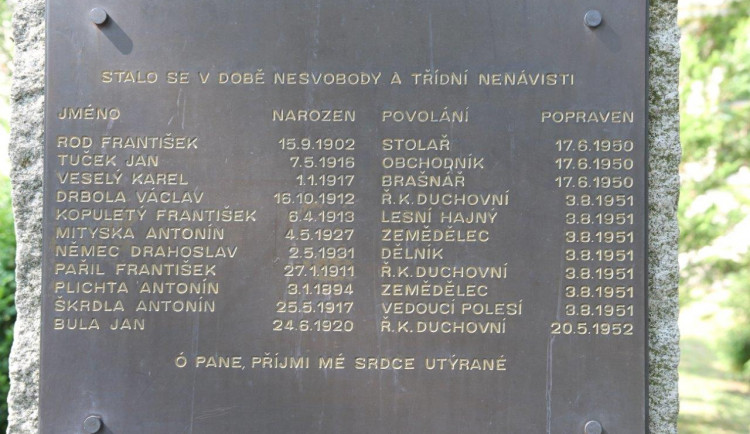 STALO SE V DOBĚ NESVOBODY A TŘÍDNÍ NENÁVISTI
JMÉNO NAROZEN POVOLÁNÍ POPRAVEN
ROD FRANTIŠEK 15.9.1902 STOLAŘ 17.6.1950
TUČEK JAN 7.5.1916 OBCHODNÍK 17.6.1950
VESELÝ KAREL 1.1.1917 BRAŠNÁŘ 17.6.1950
DRBOLA VÁCLAV 16.10.1912 Ř.K.DUCHOVNÍ 3.8.1951
KOPULETÝ FRANTIŠEK 6.4.1913 LESNÍ HAJNÝ 3.8.1951
MITYSKA ANTONÍN 4.5.1927 ZEMĚDĚLEC 3.8.1951
NĚMEC DRAHOSLAV 2.5.1931 DĚLNÍK 3.8.1951
PAŘIL FRANTIŠEK 27.1.1911 Ř.K.DUCHOVNÍ 3.8.1951
PLICHTA ANTONÍN 3.1.1894 ZEMĚDĚLEC 3.8.1951
ŠKRDLA ANTONÍN 25.5.1917 VEDOUCÍ POLESÍ 3.8.1951
BULA JAN 24.6.1920 Ř.K.DUCHOVNÍ 20.5.1952
Ó PANE, PŘÍJMI MÉ SRDCE UTÝRANÉ